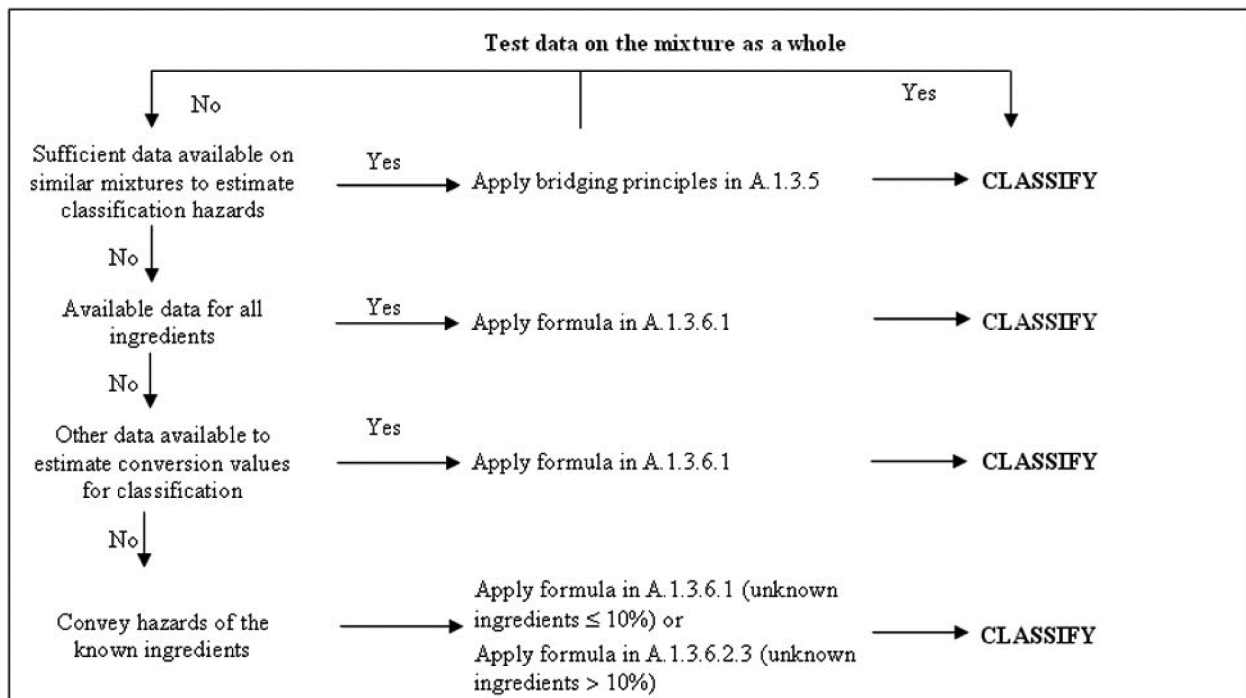 Test data on the mixture as a whole
No
Yes
Sufficient data available on
similar mixtures to estimate
classification hazards
Yes
Apply bridging principles in A.1.3.5
CLASSIFY
No
Available data for all
ingredients
Yes
Apply formula in A.1.3.6.1
CLASSIFY
No
Other data available to
estimate conversion values
for classification
Yes
Apply formula in A.1.3.6.1
CLASSIFY
No
Convey hazards of the
known ingredients
Apply formula in A.1.3.6.1 (unknown
ingredients ≤ 10%) or
Apply formula in A.1.3.6.2.3 (unknown
ingredients > 10%)
CLASSIFY